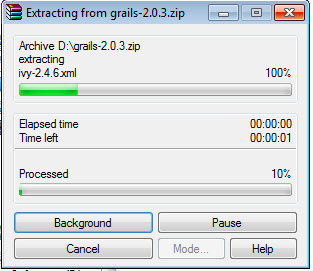 Extracting from grails-2.0.3.zip
Archive D:\grails-2.0.3.zip
extracting
ivy-2.4.6.xml 100%
Elapsed time 00:00:00
Time left 00:00:01
Processed 10%
Background Pause
Cancel Mode... Help